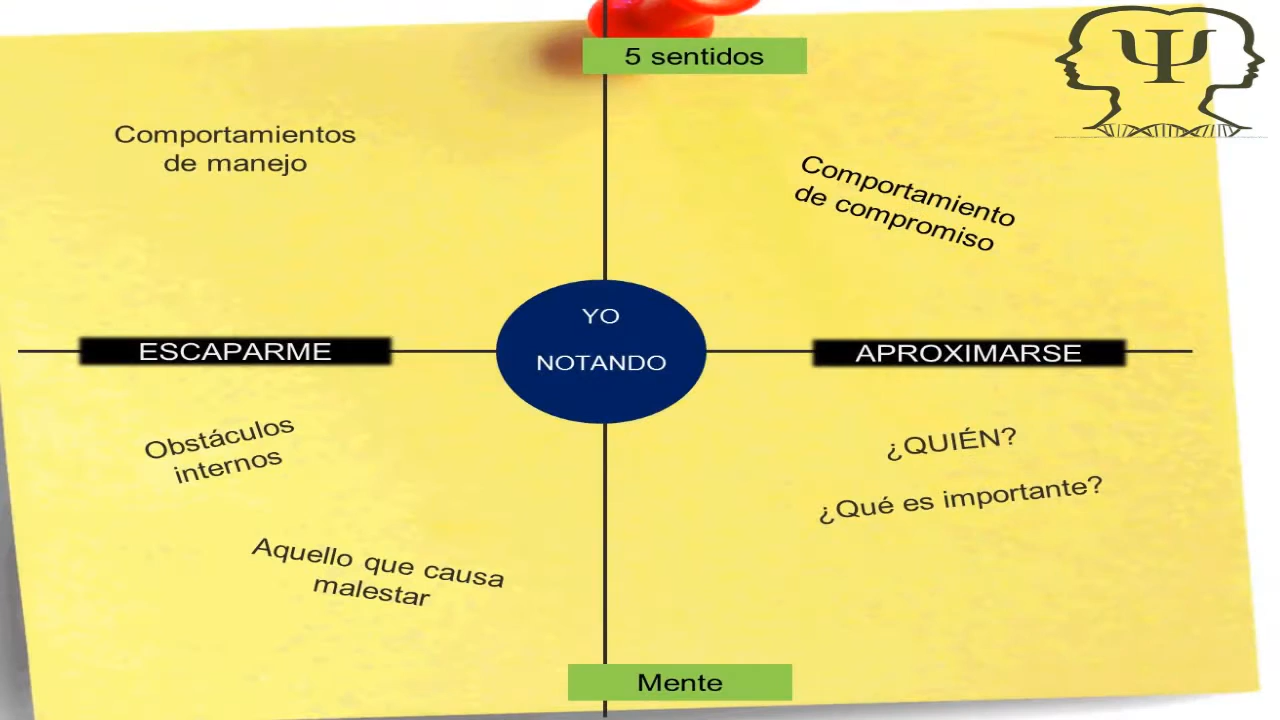 5 sentidos
Comportamientos
de manejo
Comportamiento
de compromiso
YO
NOTANDO
ESCAPARME
APROXIMARSE
Obstáculos
internos
¿QUIÉN?
¿Qué es importante?
Aquello que causa
malestar
Mente
Ψ